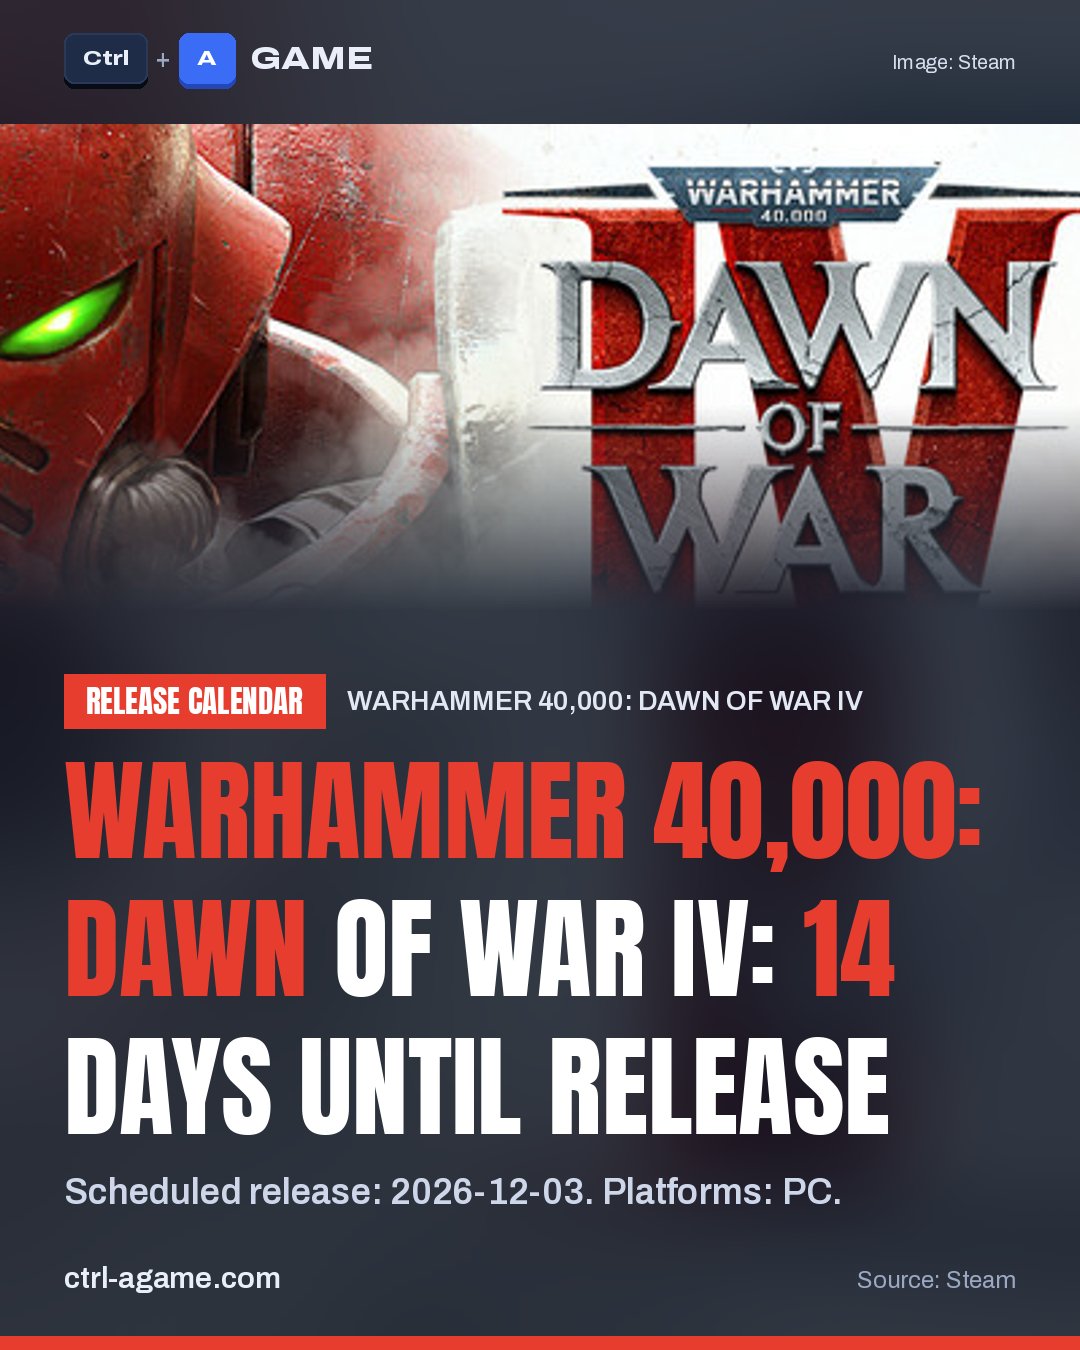 Ctrl + A GAME
Image: Steam
WARHAMMER
40,000
DAWN
OF
WAR
IV
RELEASE CALENDAR WARHAMMER 40,000: DAWN OF WAR IV
WARHAMMER 40,000:
DAWN OF WAR IV: 14
DAYS UNTIL RELEASE
Scheduled release: 2026-12-03. Platforms: PC.
ctrl-agame.com
Source: Steam